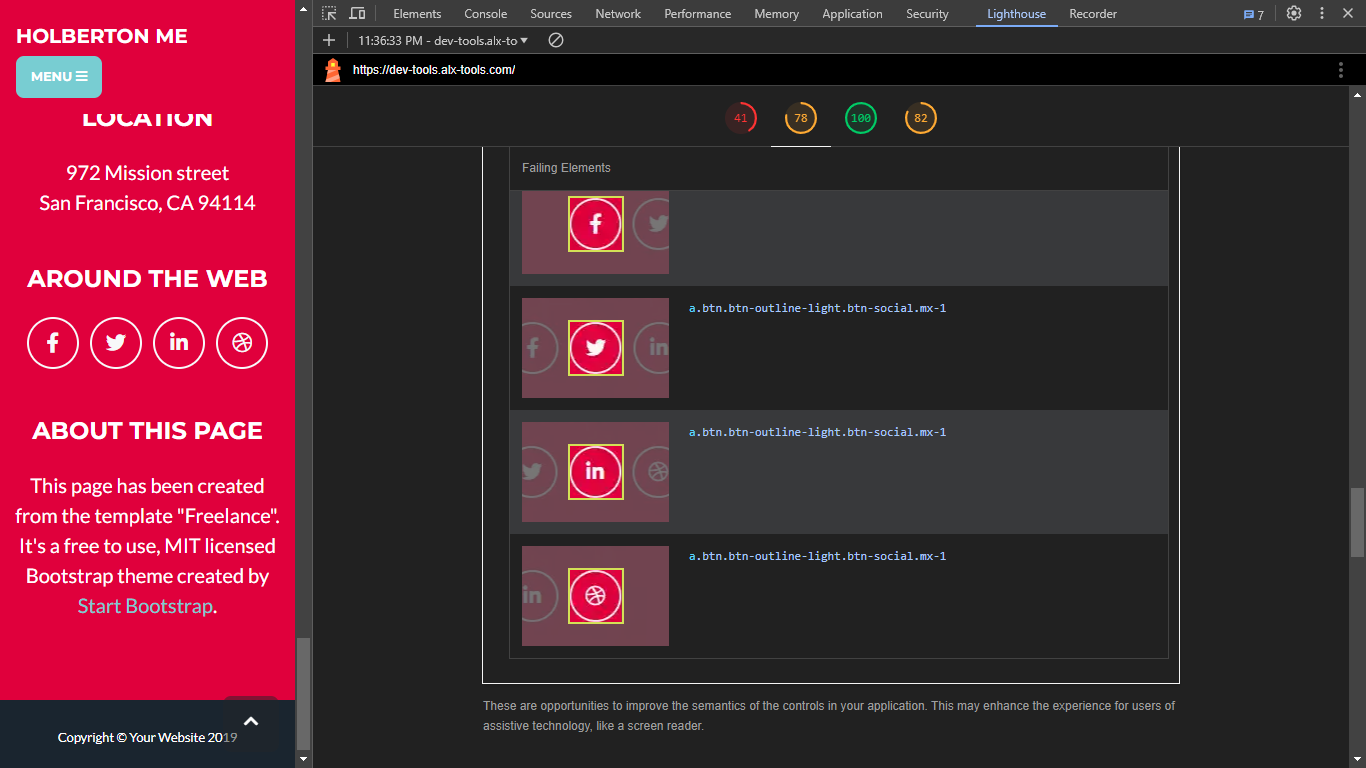 HOLBERTON ME
MENU
LOCATION
972 Mission street
San Francisco, CA 94114
AROUND THE WEB
ABOUT THIS PAGE
This page has been created
from the template "Freelance".
It's a free to use, MIT licensed
Bootstrap theme created by
Start Bootstrap.
Copyright © Your Website 2019
Elements Console Sources Network Performance Memory Application Security Lighthouse Recorder 7
11:36:33 PM - dev-tools.alx-to
https://dev-tools.alx-tools.com/
41 78 100 82
Failing Elements
a.btn.btn-outline-light.btn-social.mx-1
a.btn.btn-outline-light.btn-social.mx-1
a.btn.btn-outline-light.btn-social.mx-1
These are opportunities to improve the semantics of the controls in your application. This may enhance the experience for users of
assistive technology, like a screen reader.